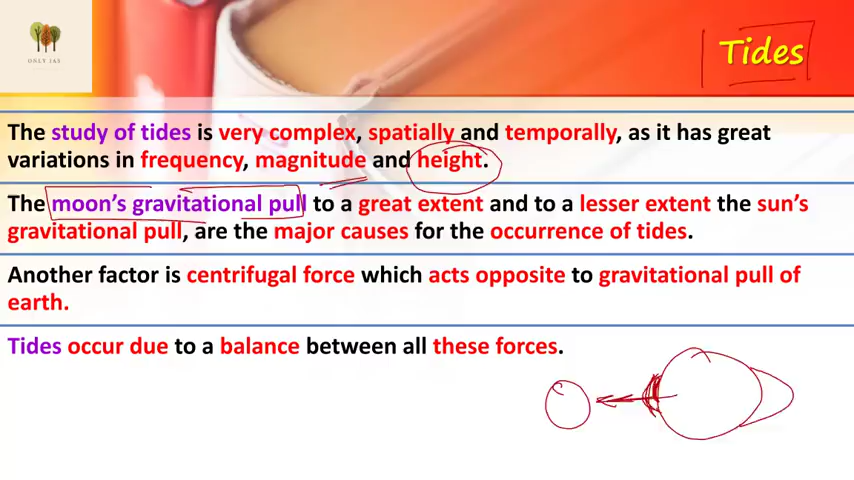 ONLY IAS
Tides
The study of tides is very complex, spatially and temporally, as it has great
variations in frequency, magnitude and height.
The moon's gravitational pull to a great extent and to a lesser extent the sun's
gravitational pull, are the major causes for the occurrence of tides.
Another factor is centrifugal force which acts opposite to gravitational pull of
earth.
Tides occur due to a balance between all these forces.